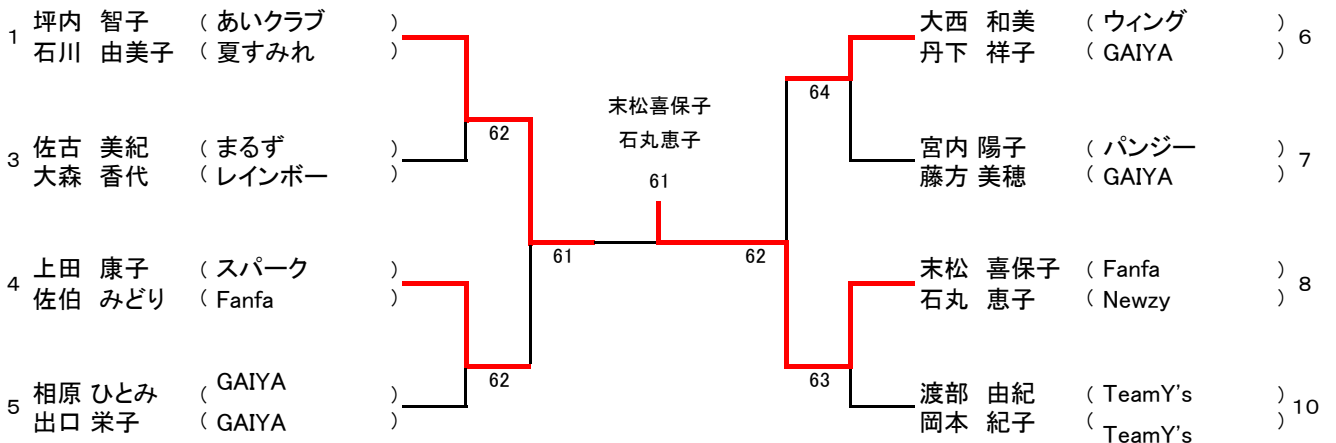 1 坪内 智子 ( あいクラブ )
石川 由美子 ( 夏すみれ )
62
3 佐古 美紀 ( まるず )
大森 香代 ( レインボー )
61
4 上田 康子 ( スパーク )
佐伯 みどり ( Fanfa )
62
5 相原 ひとみ ( GAIYA )
出口 栄子 ( GAIYA )
末松喜保子
石丸恵子
61
大西 和美 ( ウィング ) 6
丹下 祥子 ( GAIYA )
64
宮内 陽子 ( パンジー ) 7
藤方 美穂 ( GAIYA )
62
末松 喜保子 ( Fanfa ) 8
石丸 恵子 ( Newzy )
63
渡部 由紀 ( TeamY's ) 10
岡本 紀子 ( TeamY's )